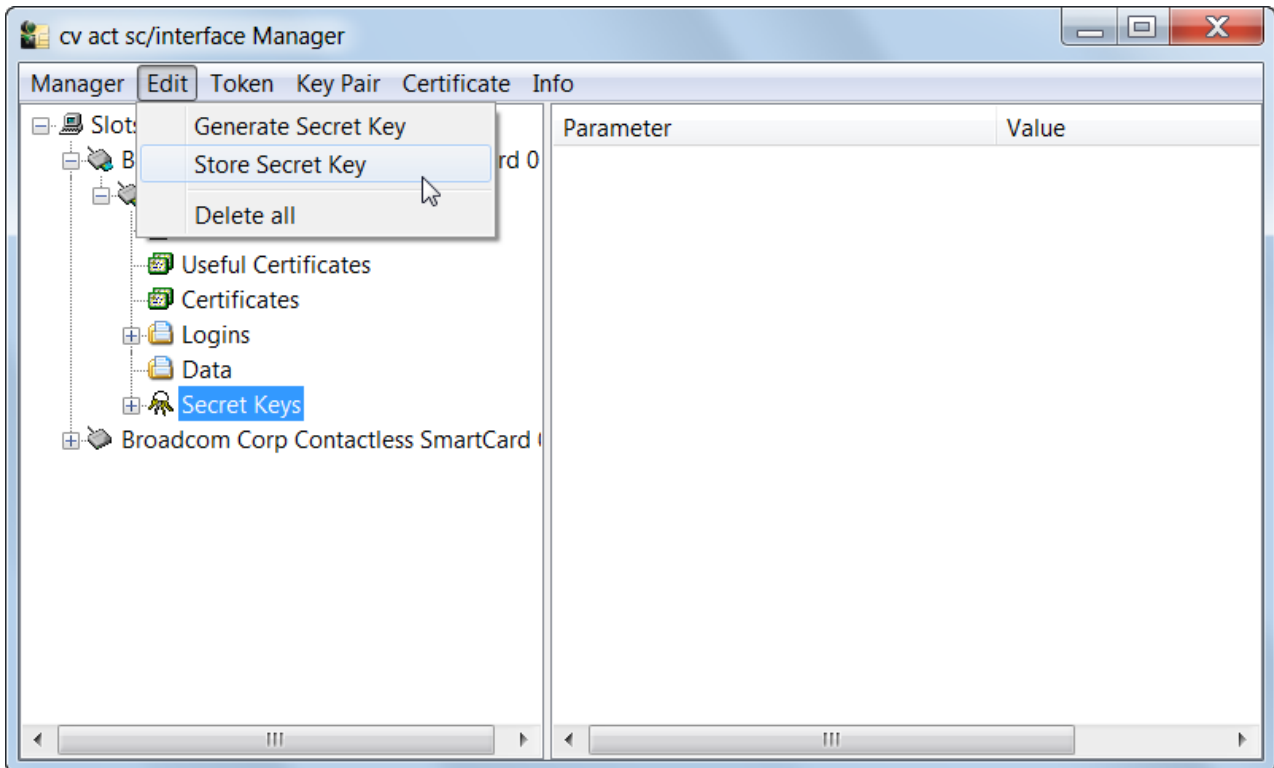 cv act sc/interface Manager
Manager Edit Token Key Pair Certificate Info
Slots
Generate Secret Key
Store Secret Key
Delete all
B
rd 0
Parameter Value
Useful Certificates
Certificates
Logins
Data
Secret Keys
Broadcom Corp Contactless SmartCard